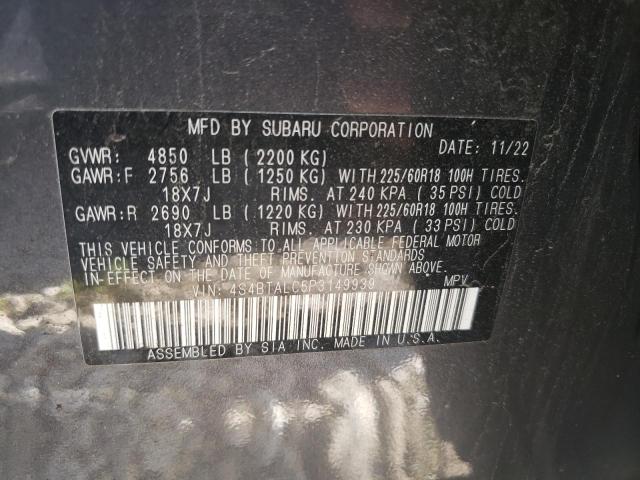 MFD BY SUBARU CORPORATION
DATE: 11/22
GVWR: 4850 LB ( 2200 KG)
GAWR:F 2756 LB ( 1250 KG) WITH 225/60R18 100H TIRES.
18X7J RIMS. AT 240 KPA ( 35 PSI) COLD
GAWR:R 2690 LB ( 1220 KG) WITH 225/60R18 100H TIRES.
18X7J RIMS. AT 230 KPA ( 33 PSI) COLD
THIS VEHICLE CONFORMS TO ALL APPLICABLE FEDERAL MOTOR
VEHICLE SAFETY AND THEFT PREVENTION STANDARDS
IN-EFFECT ON THE DATE OF MANUFACTURE SHOWN ABOVE.
VIN: 4S4BTALC6P3149939 MPV
ASSEMBLED BY SIA, INC. MADE IN U.S.A.